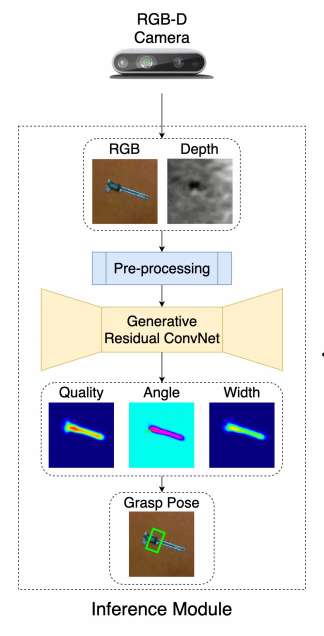 RGB-D
Camera
RGB
Depth
Pre-processing
Generative
Residual ConvNet
Quality
Angle
Width
Grasp Pose
Inference Module